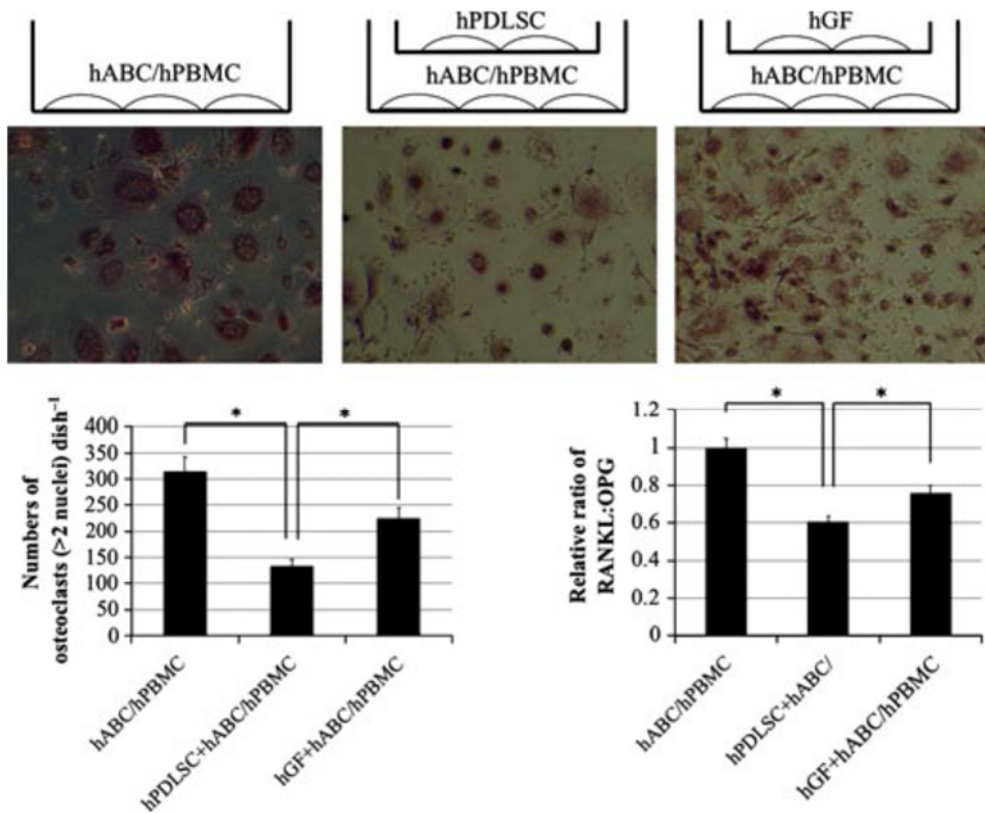 hABC/hPBMC
hPDLSC
hABC/hPBMC
hGF
hABC/hPBMC
Numbers of
osteoclasts (>2 nuclei) dish⁻¹
400
350
300
250
200
150
100
50
0
*
*
hABC/hPBMC
hPDLSC+hABC/hPBMC
hGF+hABC/hPBMC
Relative ratio of
RANKL:OPG
1.2
1
0.8
0.6
0.4
0.2
0
*
*
hABC/hPBMC
hPDLSC+hABC/
hGF+hABC/hPBMC